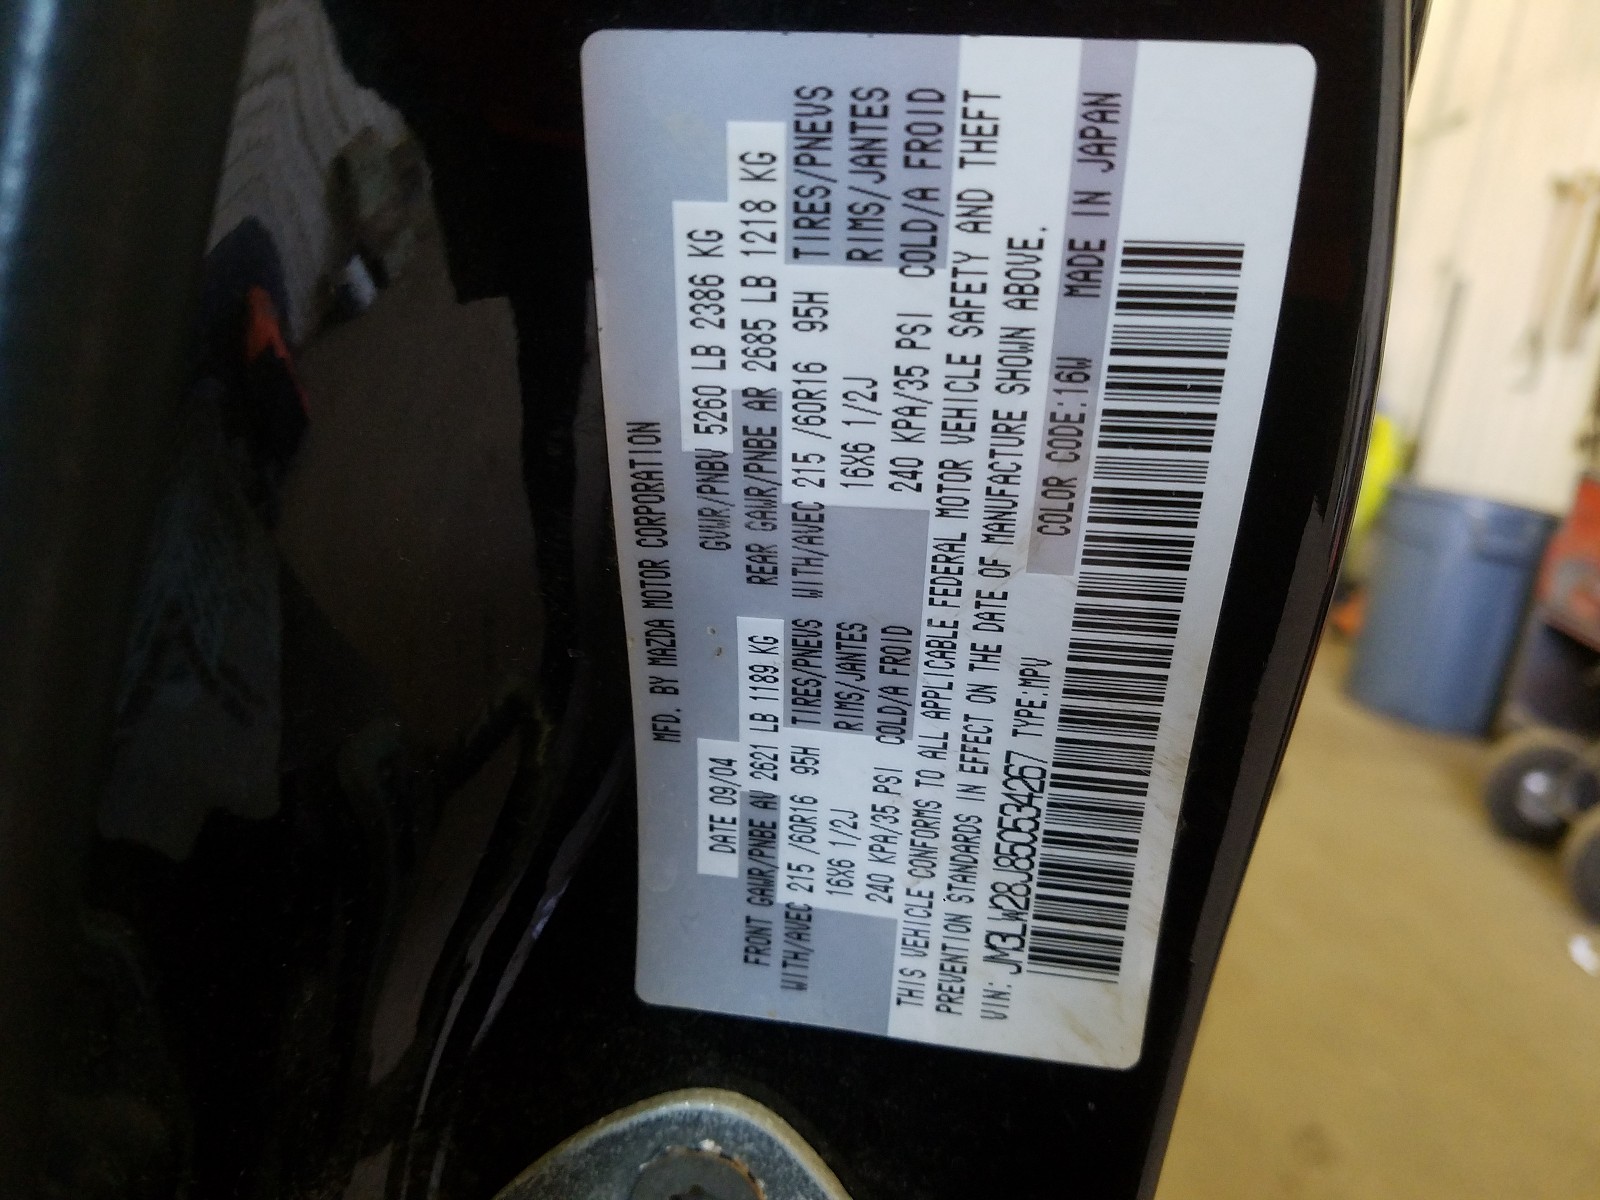 MFD. BY MAZDA MOTOR CORPORATION
DATE 09/04 GVWR/PNBV 5260 LB 2386 KG
FRONT GAWR/PNBE AV 2621 LB 1189 KG REAR GAWR/PNBE AR 2685 LB 1218 KG
WITH/AVEC 215 /60R16 95H TIRES/PNEUS WITH/AVEC 215 /60R16 95H TIRES/PNEUS
16X6 1/2J RIMS/JANTES 16X6 1/2J RIMS/JANTES
240 KPA/35 PSI COLD/A FROID 240 KPA/35 PSI COLD/A FROID
THIS VEHICLE CONFORMS TO ALL APPLICABLE FEDERAL MOTOR VEHICLE SAFETY AND THEFT
PREVENTION STANDARDS IN EFFECT ON THE DATE OF MANUFACTURE SHOWN ABOVE.
VIN: JM3LW28J850534267 TYPE:MPV COLOR CODE:16W MADE IN JAPAN